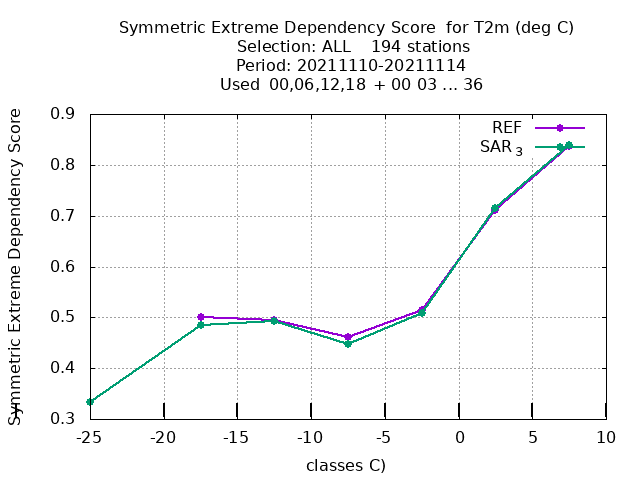 Symmetric Extreme Dependency Score for T2m (deg C)
Selection: ALL 194 stations
Period: 20211110-20211114
Used 00,06,12,18 + 00 03 ... 36
REF
SAR 3
Symmetric Extreme Dependency Score
0.9
0.8
0.7
0.6
0.5
0.4
0.3
-25 -20 -15 -10 -5 0 5 10
classes C)